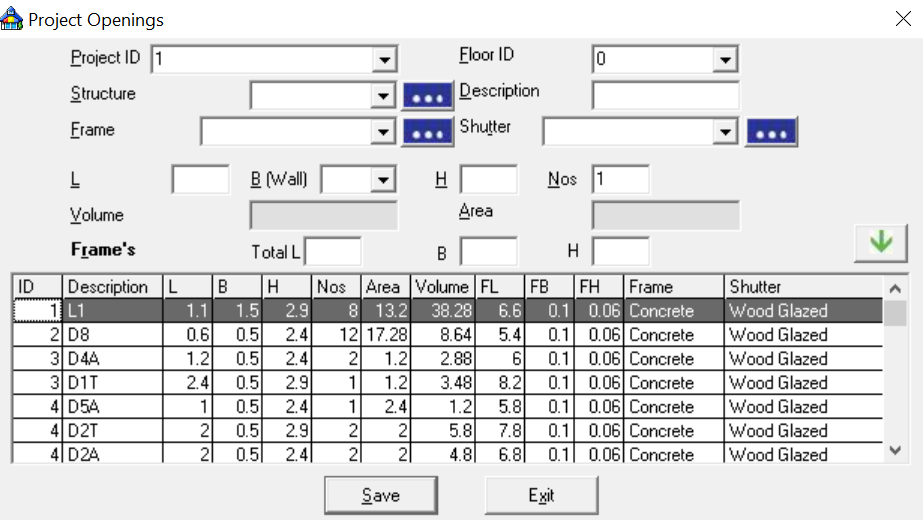 Project Openings
Project ID 1 Floor ID 0
Structure Description
Frame Shutter
L B (Wall) H Nos 1
Volume Area
Frame's Total L B H
ID Description L B H Nos Area Volume FL FB FH Frame Shutter
1 L1 1.1 1.5 2.9 8 13.2 38.28 6.6 0.1 0.06 Concrete Wood Glazed
2 D8 0.6 0.5 2.4 12 17.28 8.64 5.4 0.1 0.06 Concrete Wood Glazed
3 D4A 1.2 0.5 2.4 2 1.2 2.88 6 0.1 0.06 Concrete Wood Glazed
3 D1T 2.4 0.5 2.9 1 1.2 3.48 8.2 0.1 0.06 Concrete Wood Glazed
4 D5A 1 0.5 2.4 1 2.4 1.2 5.8 0.1 0.06 Concrete Wood Glazed
4 D2T 2 0.5 2.9 2 2 5.8 7.8 0.1 0.06 Concrete Wood Glazed
4 D2A 2 0.5 2.4 2 2 4.8 6.8 0.1 0.06 Concrete Wood Glazed
Save Exit